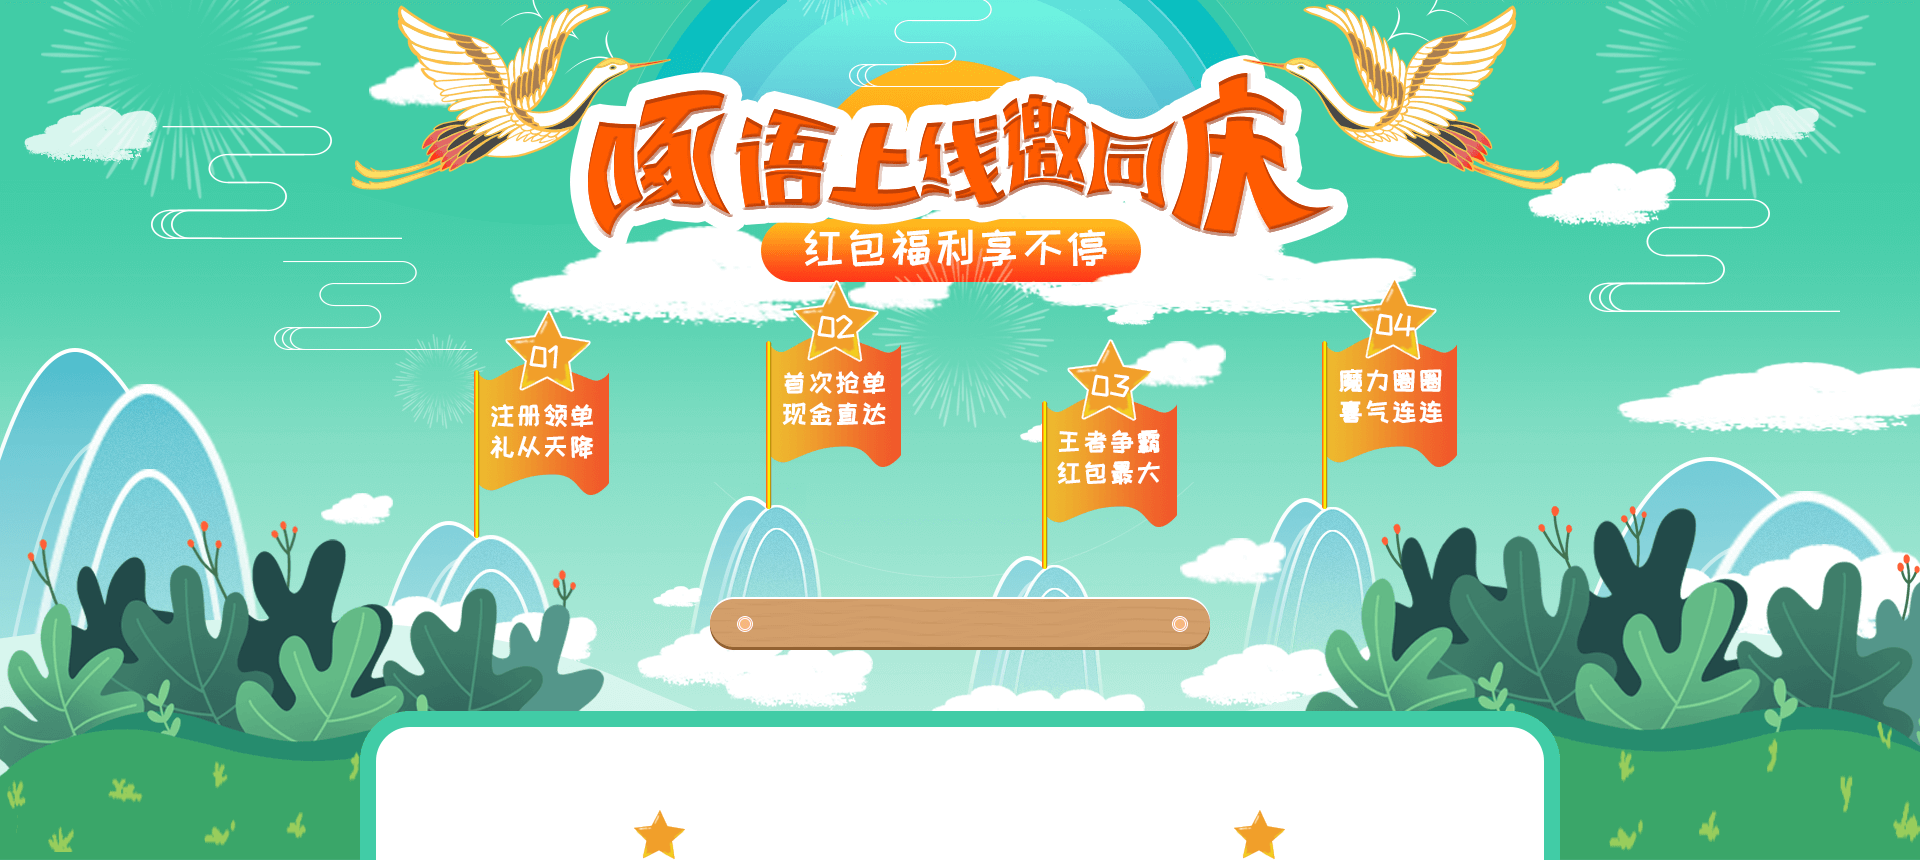 啄语上线邀同庆
红包福利享不停
01
注册领单
礼从天降
02
首次抢单
现金直达
03
王者争霸
红包最大
04
魔力圈圈
喜气连连